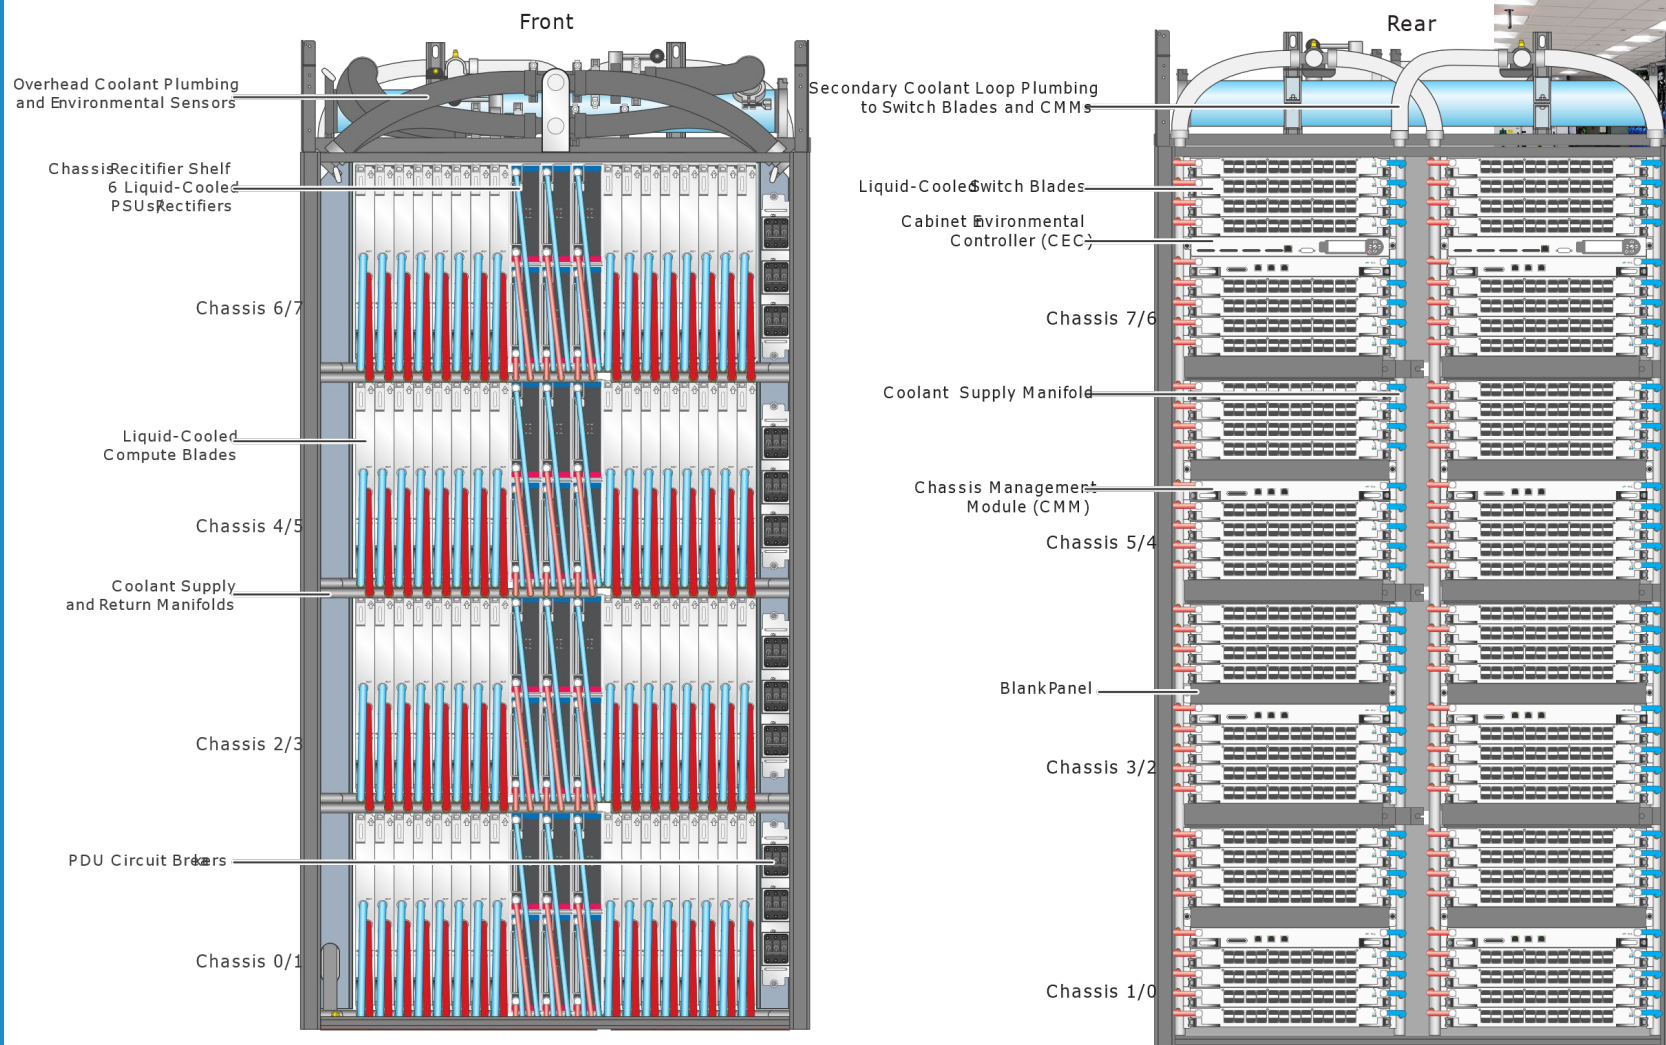 Front
Overhead Coolant Plumbing
and Environmental Sensors
Chassis Recitifier Shelf
6 Liquid-Cooled
PSUs/Rectifiers
Chassis 6/7
Liquid-Cooled
Compute Blades
Chassis 4/5
Coolant Supply
and Return Manifolds
Chassis 2/3
PDU Circuit Breakers
Chassis 0/1
Rear
Secondary Coolant Loop Plumbing
to Switch Blades and CMMs
Liquid-Cooled Switch Blades
Cabinet Environmental
Controller (CEC)
Chassis 7/6
Coolant Supply Manifold
Chassis Management
Module (CMM)
Chassis 5/4
Blank Panel
Chassis 3/2
Chassis 1/0